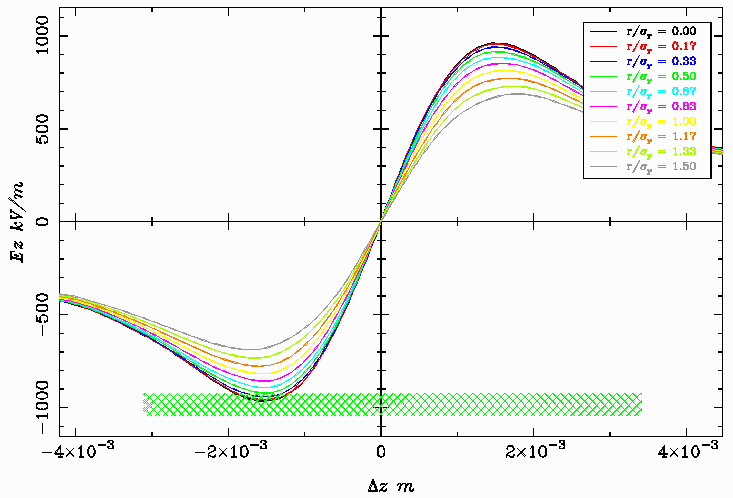 1000
500
0
−500
−1000
Ez kV/m
r/σr = 0.00
r/σr = 0.17
r/σr = 0.33
r/σr = 0.50
r/σr = 0.67
r/σr = 0.83
r/σr = 1.00
r/σr = 1.17
r/σr = 1.33
r/σr = 1.50
−4×10⁻³ −2×10⁻³ 0 2×10⁻³ 4×10⁻³
Δz m